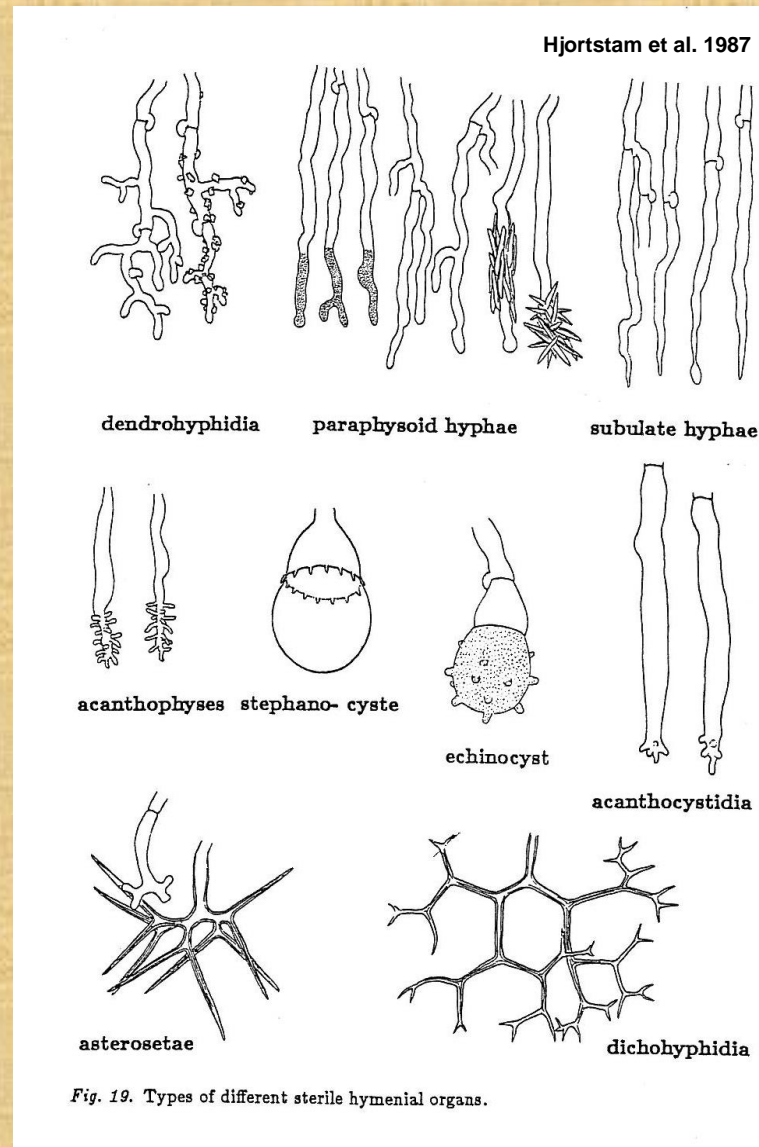 Hjortstam et al. 1987
dendrohyphidia paraphysoid hyphae subulate hyphae
acanthophyses stephano- cyste
echinocyst
acanthocystidia
asterosetae
dichohyphidia
Fig. 19. Types of different sterile hymenial organs.